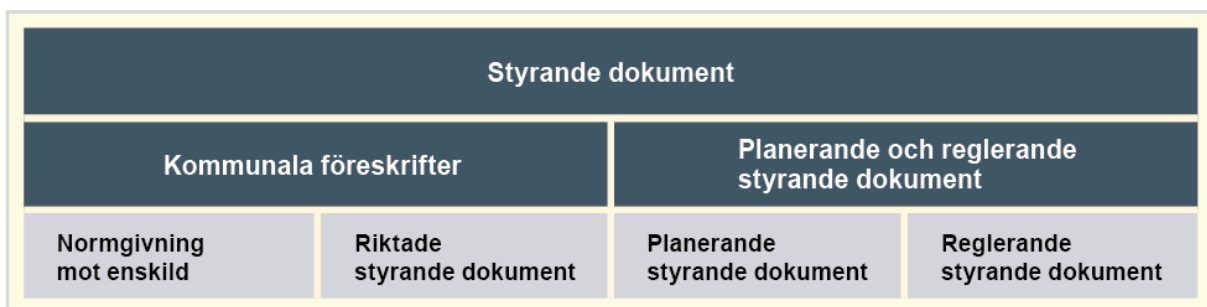 Styrande dokument
Kommunala föreskrifter
Planerande och reglerande
styrande dokument
Normgivning
mot enskild
Riktade
styrande dokument
Planerande
styrande dokument
Reglerande
styrande dokument